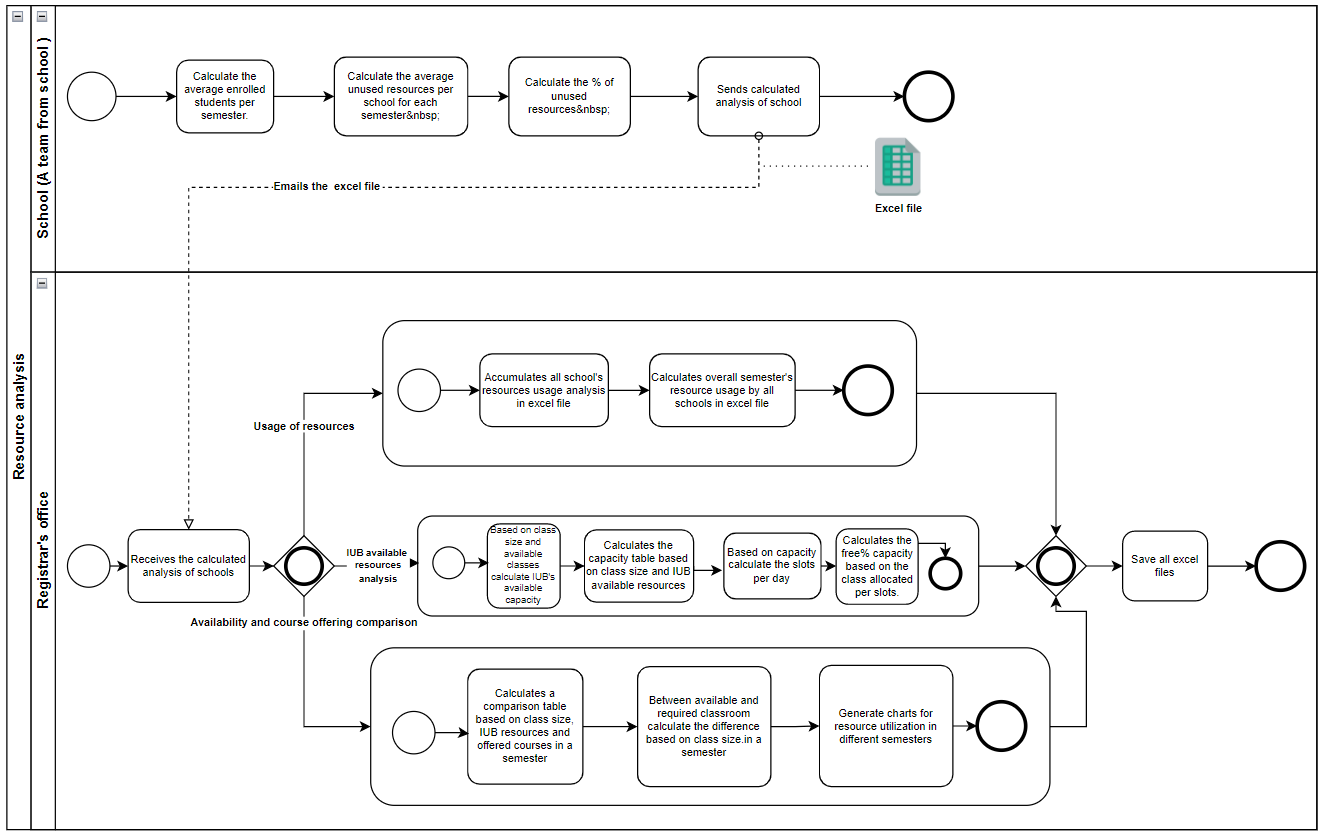 Resource analysis
School (A team from school )
Calculate the
average enrolled
students per
semester.
Calculate the average
unused resources per
school for each
semester&nbsp;
Calculate the % of
unused
resources&nbsp;
Sends calculated
analysis of school
Emails the  excel file
Excel file
Registrar's office
Receives the calculated
analysis of schools
Usage of resources
Accumulates all school's
resources usage analysis
in excel file
Calculates overall semester's
resource usage by all
schools in excel file
IUB available
resources
analysis
Based on class
size and
available
classes
calculate IUB's
available
capacity
Calculates the
capacity table based
on class size and IUB
available resources
Based on capacity
calculate the slots
per day
Calculates the
free% capacity
based on the
class allocated
per slots.
Save all excel
files
Availability and course offering comparison
Calculates a
comparison table
based on class size,
IUB resources and
offered courses in a
semester
Between available and
required classroom
calculate the difference
based on class size.in a
semester
Generate charts for
resource utilization in
different semesters